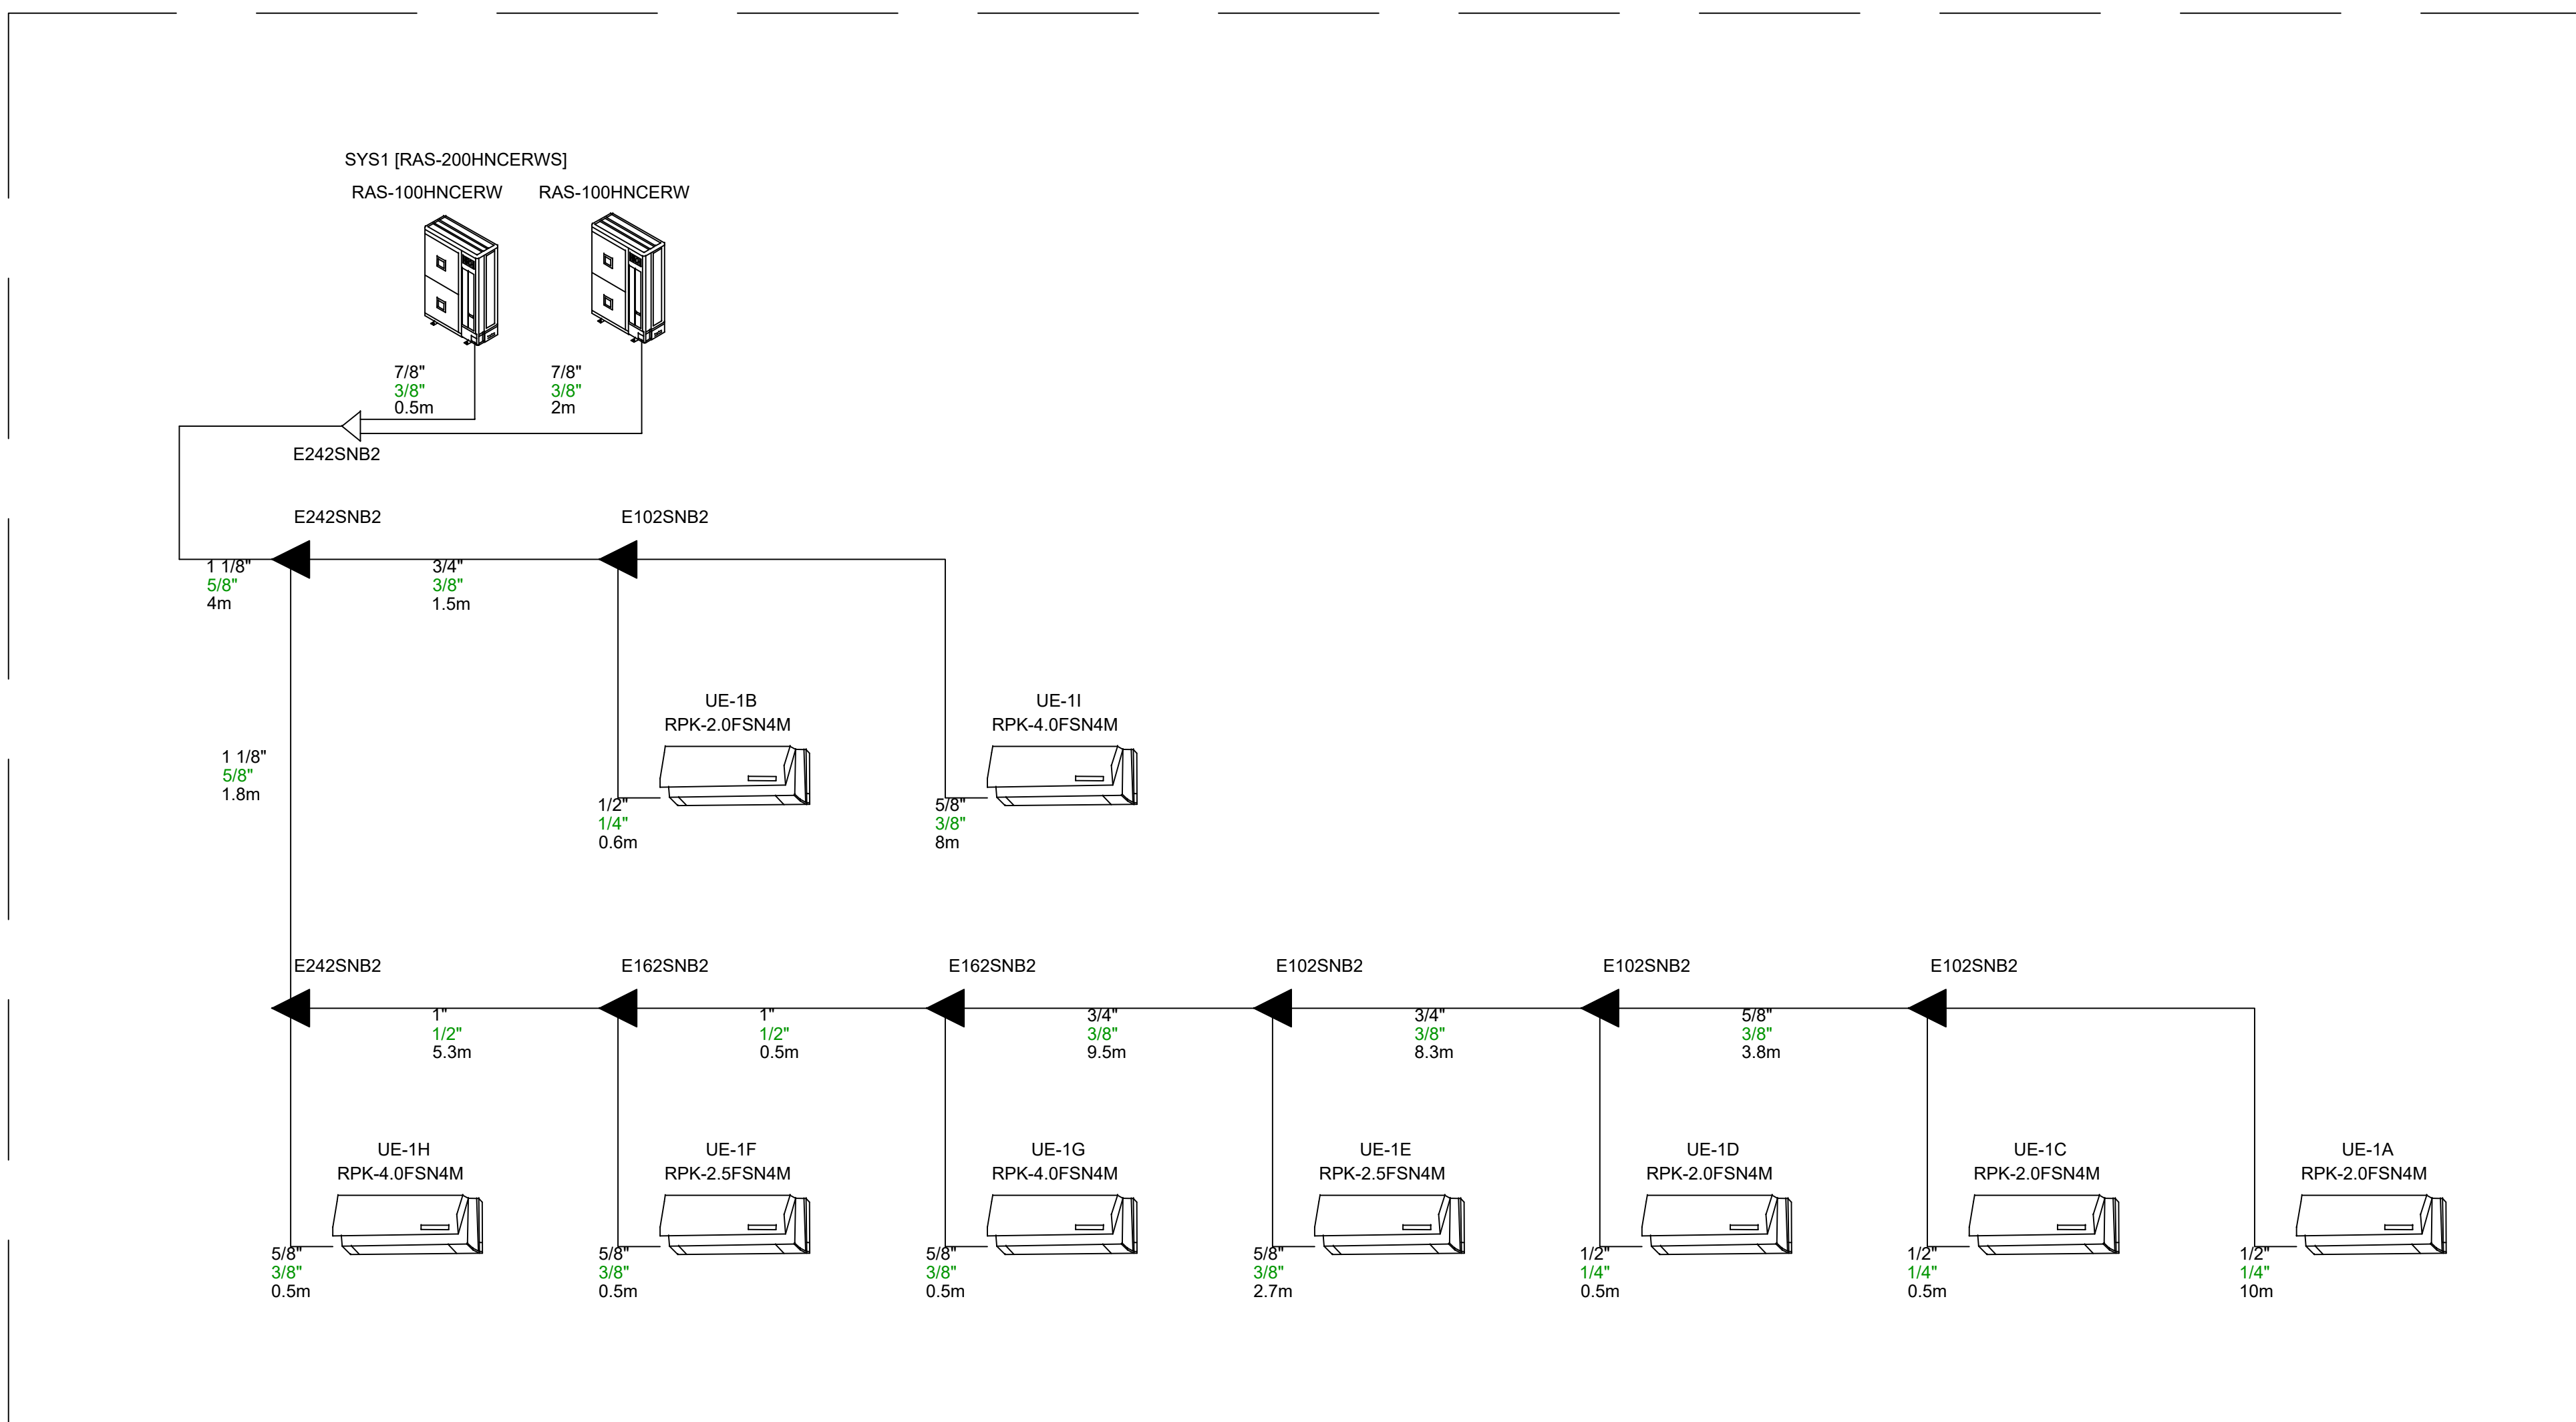 SYS1 [RAS-200HNCERWS]
RAS-100HNCERW
RAS-100HNCERW
7/8"
3/8"
0.5m
7/8"
3/8"
2m
E242SNB2
E242SNB2
E102SNB2
1 1/8"
5/8"
4m
3/4"
3/8"
1.5m
UE-1B
RPK-2.0FSN4M
UE-1I
RPK-4.0FSN4M
1 1/8"
5/8"
1.8m
1/2"
1/4"
0.6m
5/8"
3/8"
8m
E242SNB2
E162SNB2
E162SNB2
E102SNB2
E102SNB2
E102SNB2
1"
1/2"
5.3m
1"
1/2"
0.5m
3/4"
3/8"
9.5m
3/4"
3/8"
8.3m
5/8"
3/8"
3.8m
UE-1H
RPK-4.0FSN4M
UE-1F
RPK-2.5FSN4M
UE-1G
RPK-4.0FSN4M
UE-1E
RPK-2.5FSN4M
UE-1D
RPK-2.0FSN4M
UE-1C
RPK-2.0FSN4M
UE-1A
RPK-2.0FSN4M
5/8"
3/8"
0.5m
5/8"
3/8"
0.5m
5/8"
3/8"
0.5m
5/8"
3/8"
2.7m
1/2"
1/4"
0.5m
1/2"
1/4"
0.5m
1/2"
1/4"
10m